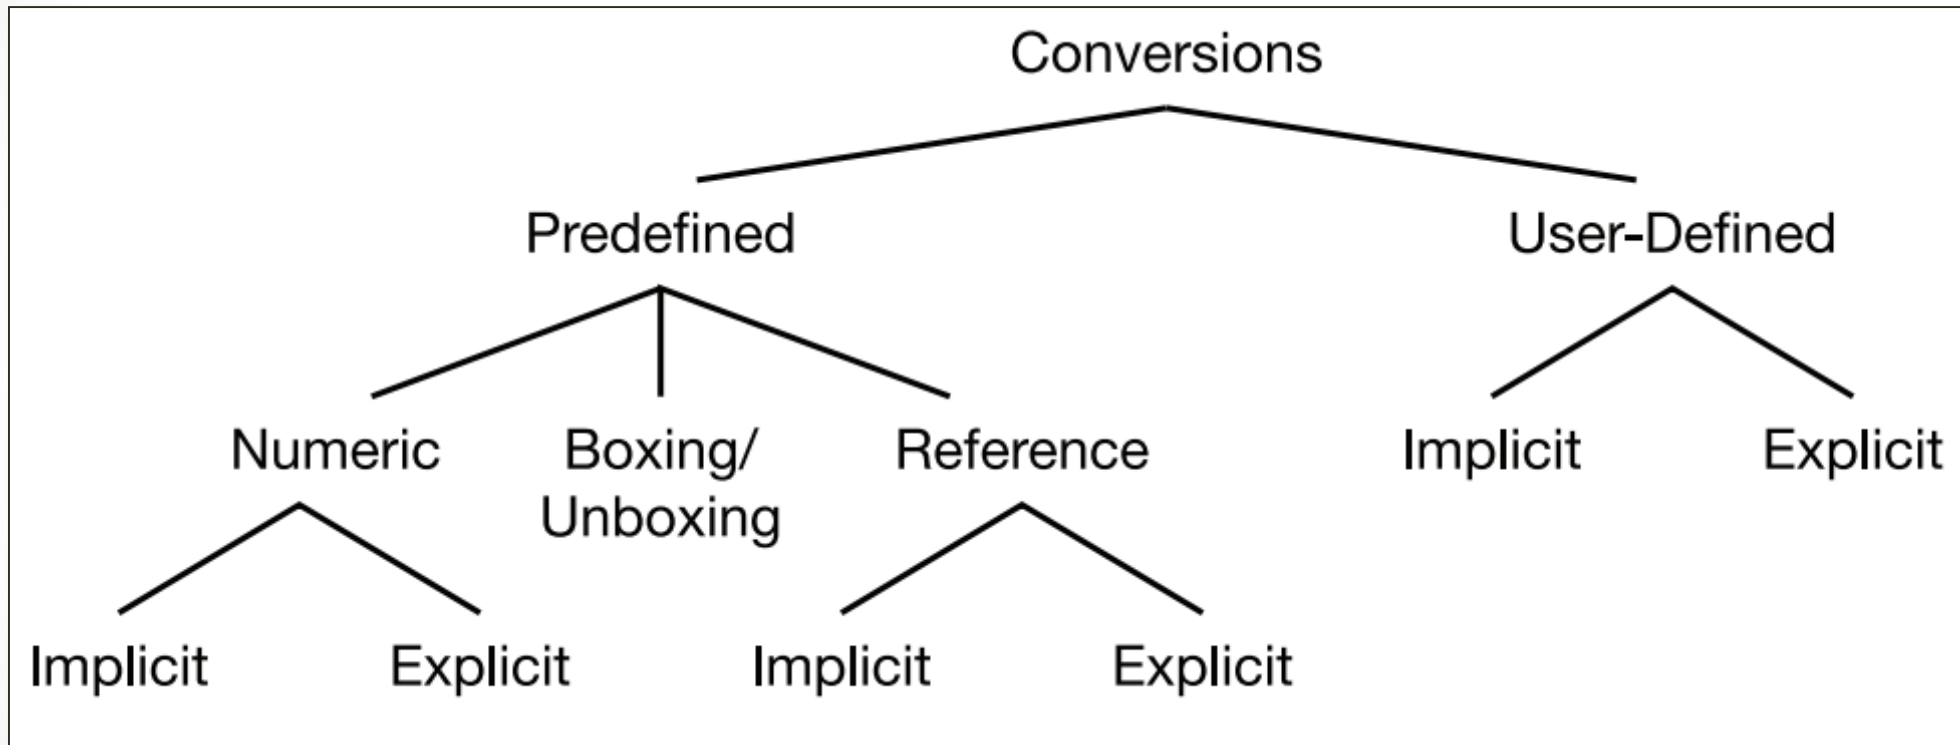 Conversions
Predefined
User-Defined
Numeric
Boxing/
Unboxing
Reference
Implicit
Explicit
Implicit
Explicit
Implicit
Explicit